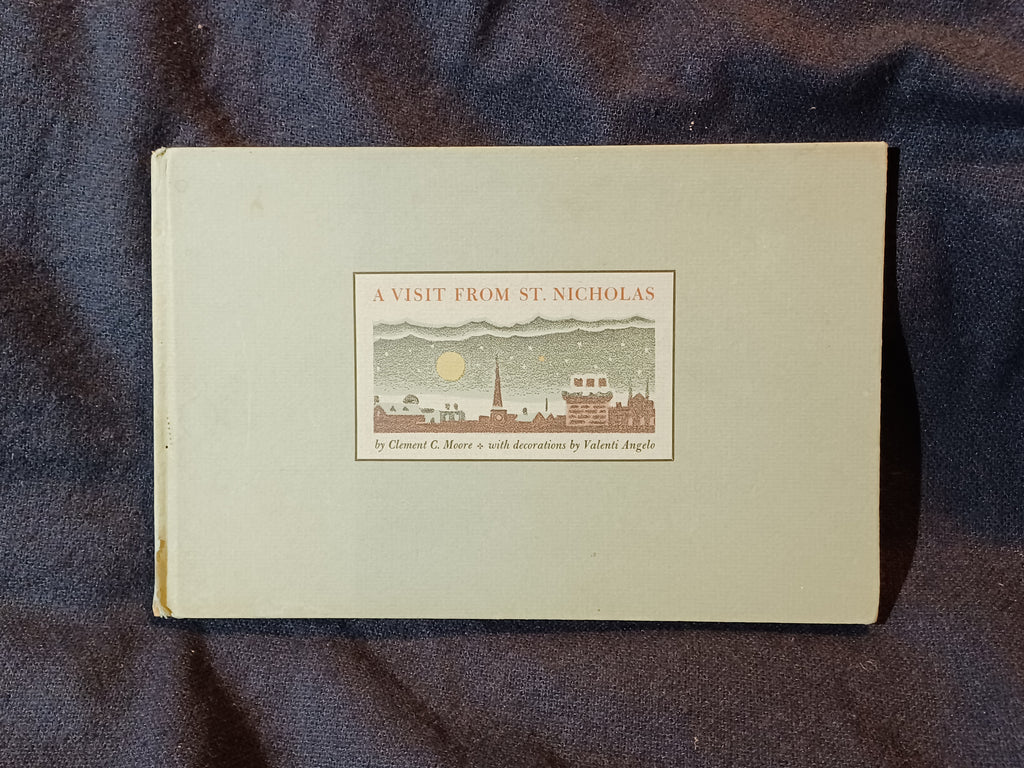 A VISIT FROM ST. NICHOLAS
by Clement C. Moore ✣ with decorations by Valenti Angelo